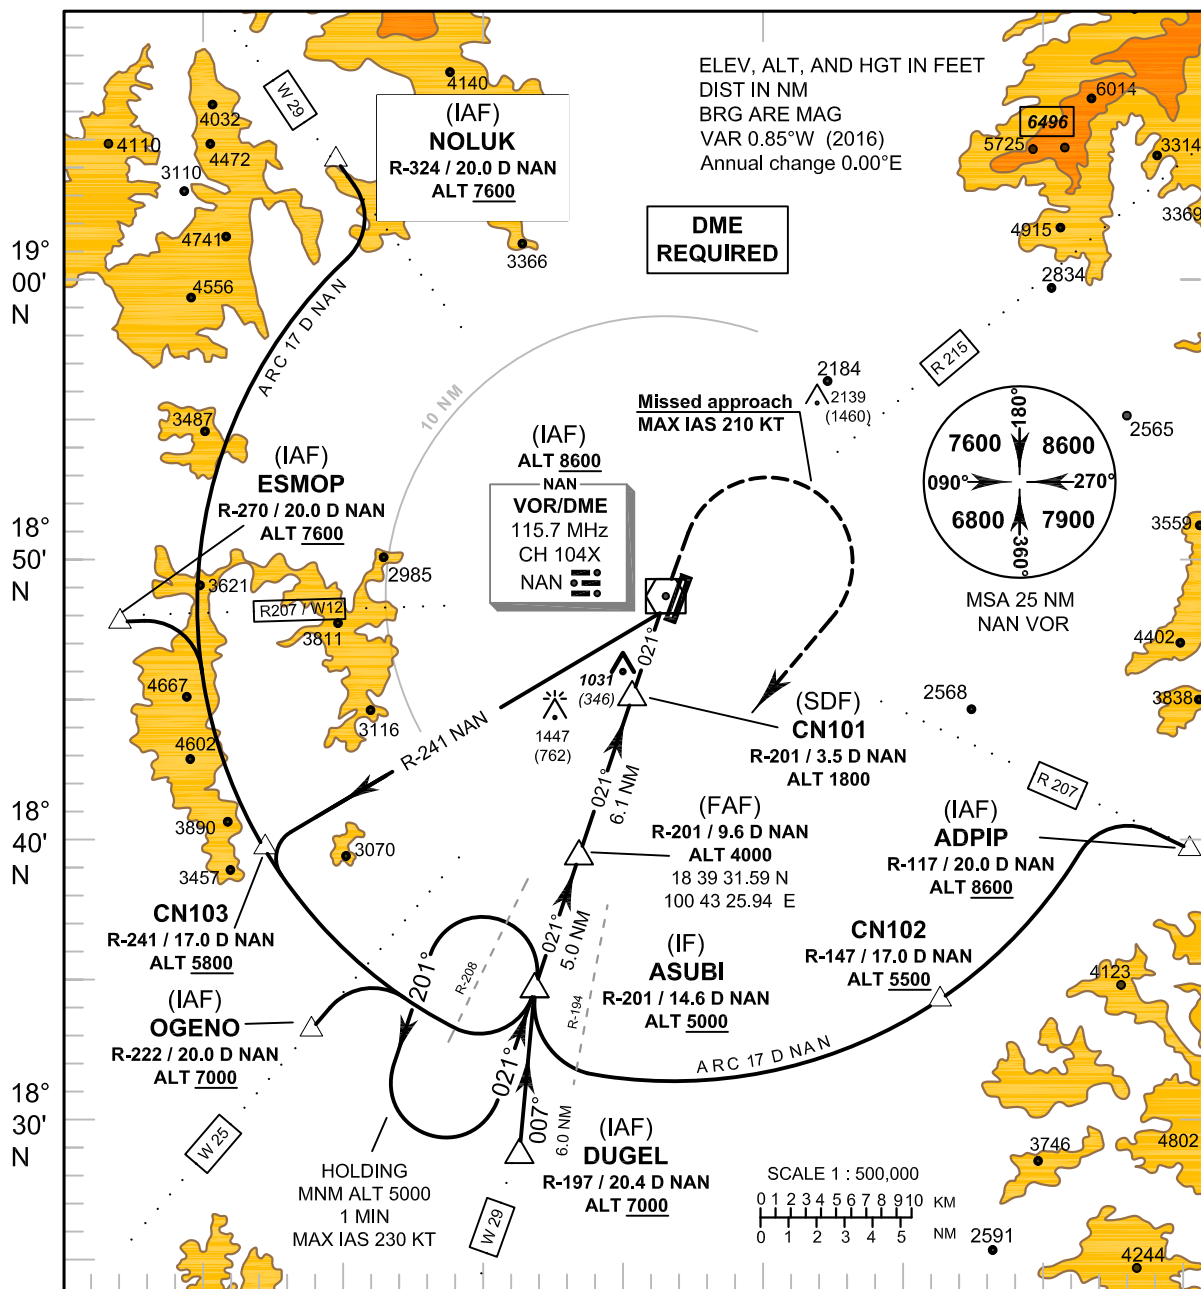 ELEV, ALT, AND HGT IN FEET
DIST IN NM
BRG ARE MAG
VAR 0.85°W (2016)
Annual change 0.00°E
DME
REQUIRED
W 29
4140
(IAF)
NOLUK
R-324 / 20.0 D NAN
ALT 7600
4032
4110
4472
3110
4741
4556
3366
6014
6496
5725
3314
3369
4915
2834
19°
00'
N
ARC 17 D NAN
10 NM
R 215
2184
2139
(1460)
Missed approach
MAX IAS 210 KT
7600
8600
6800
7900
180°
090°
270°
360°
MSA 25 NM
NAN VOR
2565
3559
4402
3838
3487
(IAF)
ESMOP
R-270 / 20.0 D NAN
ALT 7600
(IAF)
ALT 8600
NAN
VOR/DME
115.7 MHz
CH 104X
NAN
18°
50'
N
2985
3621
R207 / W12
3811
4667
3116
4602
3890
3457
3070
R-241 NAN
021°
1031
(346)
1447
(762)
(SDF)
CN101
R-201 / 3.5 D NAN
ALT 1800
2568
R 207
021°
6.1 NM
(FAF)
R-201 / 9.6 D NAN
ALT 4000
18 39 31.59 N
100 43 25.94 E
(IAF)
ADPIP
R-117 / 20.0 D NAN
ALT 8600
18°
40'
N
CN103
R-241 / 17.0 D NAN
ALT 5800
201°
R-208
021°
5.0 NM
R-194
(IF)
ASUBI
R-201 / 14.6 D NAN
ALT 5000
CN102
R-147 / 17.0 D NAN
ALT 5500
4123
(IAF)
OGENO
R-222 / 20.0 D NAN
ALT 7000
ARC 17 D NAN
18°
30'
N
W 25
021°
007°
6.0 NM
(IAF)
DUGEL
R-197 / 20.4 D NAN
ALT 7000
HOLDING
MNM ALT 5000
1 MIN
MAX IAS 230 KT
W 29
3746
4802
SCALE 1 : 500,000
0 1 2 3 4 5 6 7 8 9 10 KM
0 1 2 3 4 5 NM
2591
4244